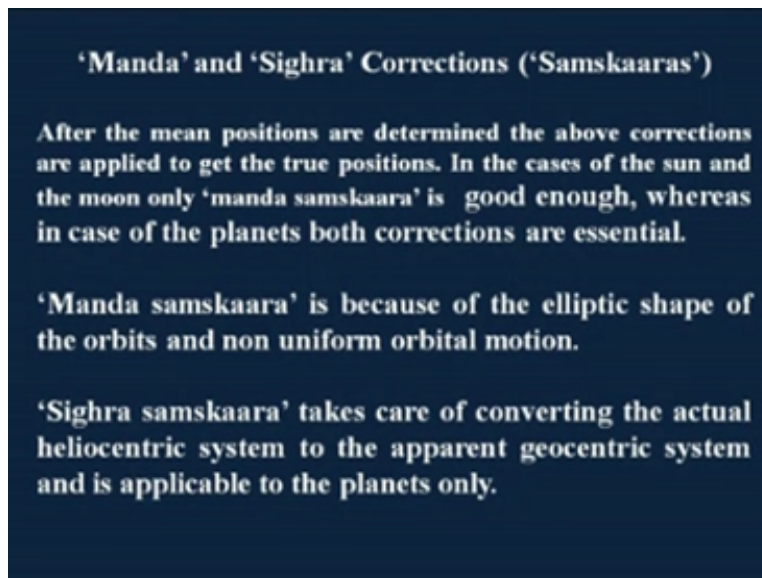 ‘Manda’ and ‘Sighra’ Corrections (‘Samskaaras’)
After the mean positions are determined the above corrections
are applied to get the true positions. In the cases of the sun and
the moon only ‘manda samskaara’ is good enough, whereas
in case of the planets both corrections are essential.
‘Manda samskaara’ is because of the elliptic shape of
the orbits and non uniform orbital motion.
‘Sighra samskaara’ takes care of converting the actual
heliocentric system to the apparent geocentric system
and is applicable to the planets only.